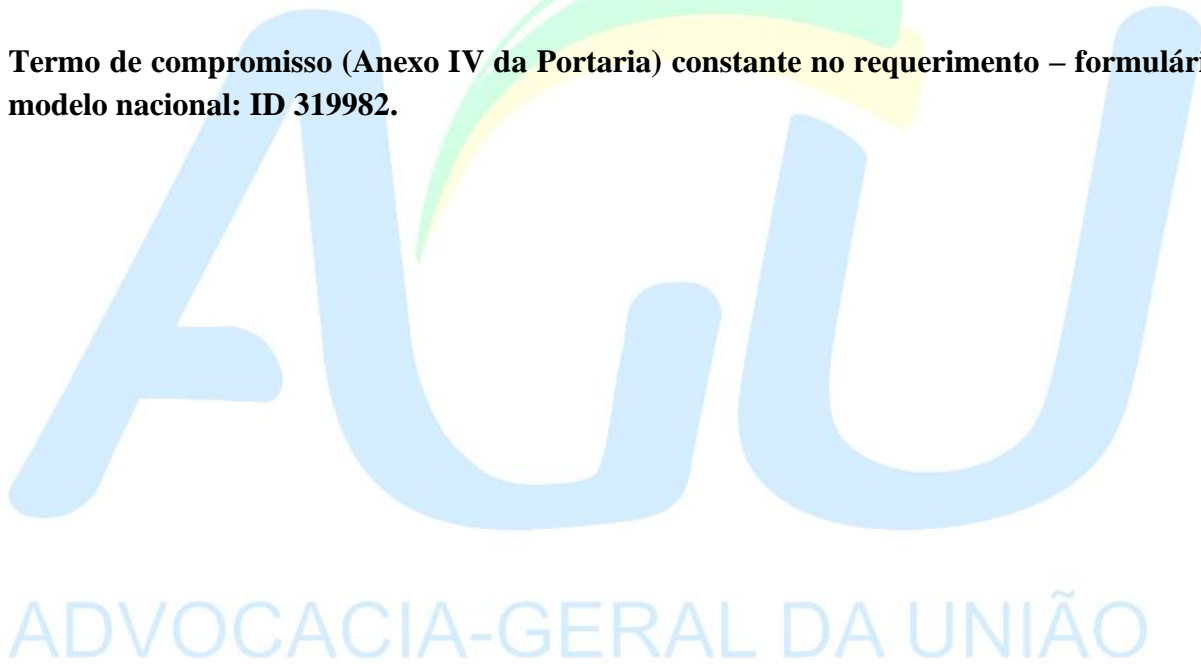 Termo de compromisso (Anexo IV da Portaria) constante no requerimento – formulári
modelo nacional: ID 319982.
AGU
ADVOCACIA-GERAL DA UNIÃO